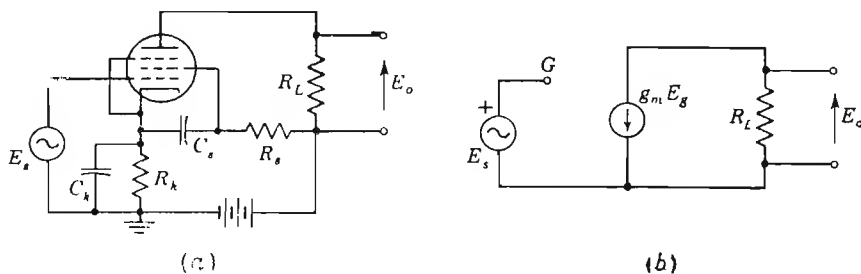 R_L
E_o
E_s
C_s
R_s
C_k
R_k
(a)
G
+
E_s
g_m E_g
R_L
E_o
(b)